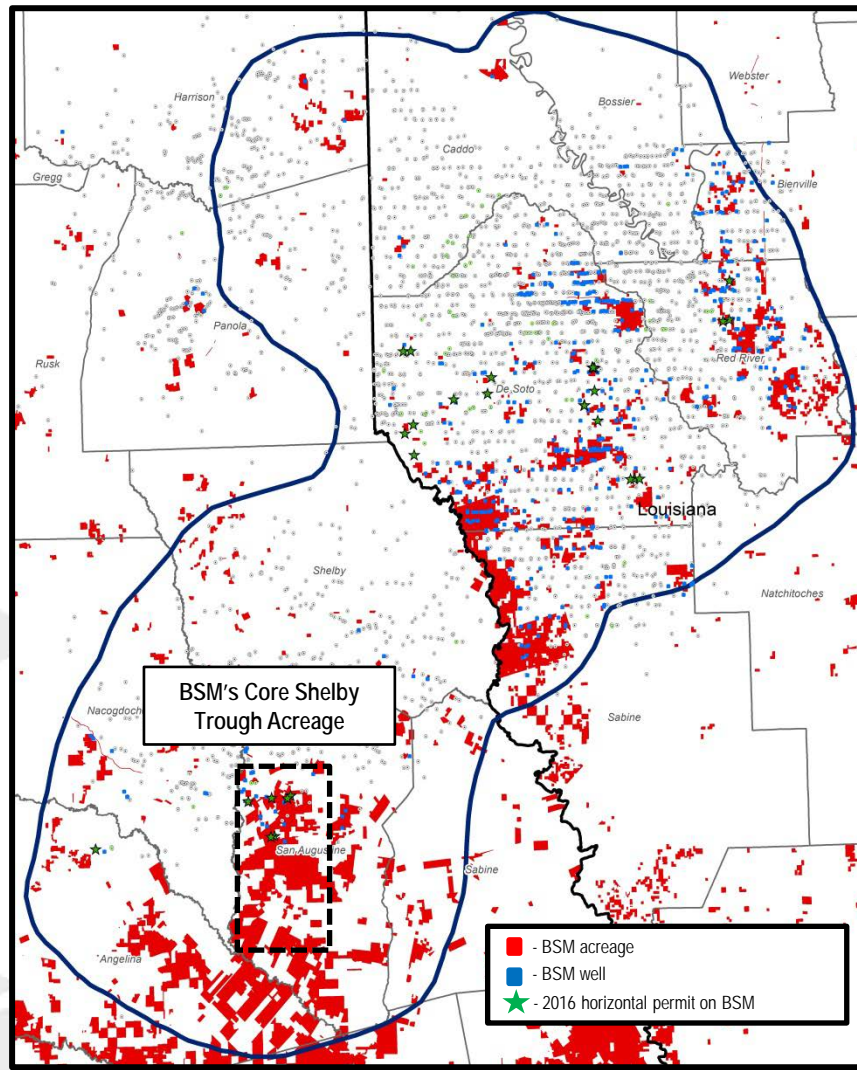 Webster
Harrison
Bossier
Caddo
Gregg
Bienville
Panola
Rusk
Red River
De Soto
Louisiana
Shelby
Natchitoches
BSM's Core Shelby
Trough Acreage
Nacogdoch
Sabine
San Augustine
Sabine
Angelina
- BSM acreage
- BSM well
- 2016 horizontal permit on BSM